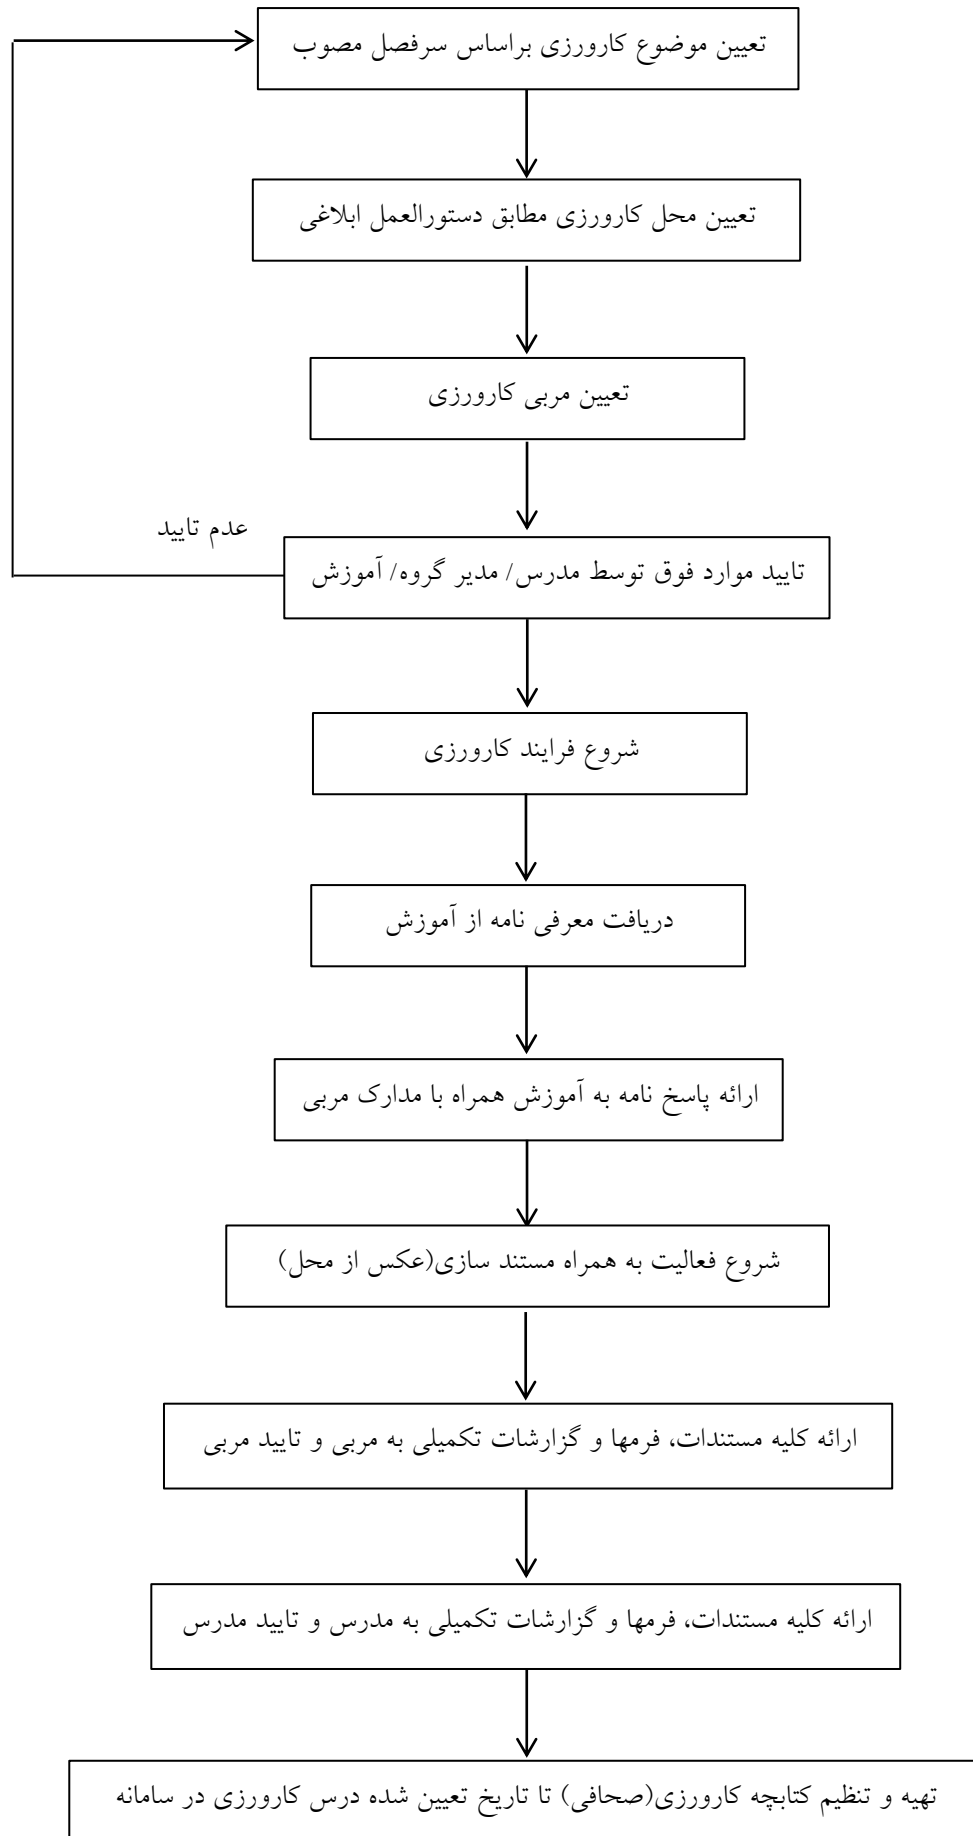 تعیین موضوع کارورزی براساس سرفصل مصوب
تعیین محل کارورزی مطابق دستورالعمل ابلاغی
تعیین مربی کارورزی
عدم تایید
تایید موارد فوق توسط مدرس/ مدیر گروه/ آموزش
شروع فرایند کارورزی
دریافت معرفی نامه از آموزش
ارائه پاسخ نامه به آموزش همراه با مدارک مربی
شروع فعالیت به همراه مستند سازی(عکس از محل)
ارائه کلیه مستندات، فرمها و گزارشات تکمیلی به مربی و تایید مربی
ارائه کلیه مستندات، فرمها و گزارشات تکمیلی به مدرس و تایید مدرس
تهیه و تنظیم کتابچه کارورزی(صحافی) تا تاریخ تعیین شده درس کارورزی در سامانه